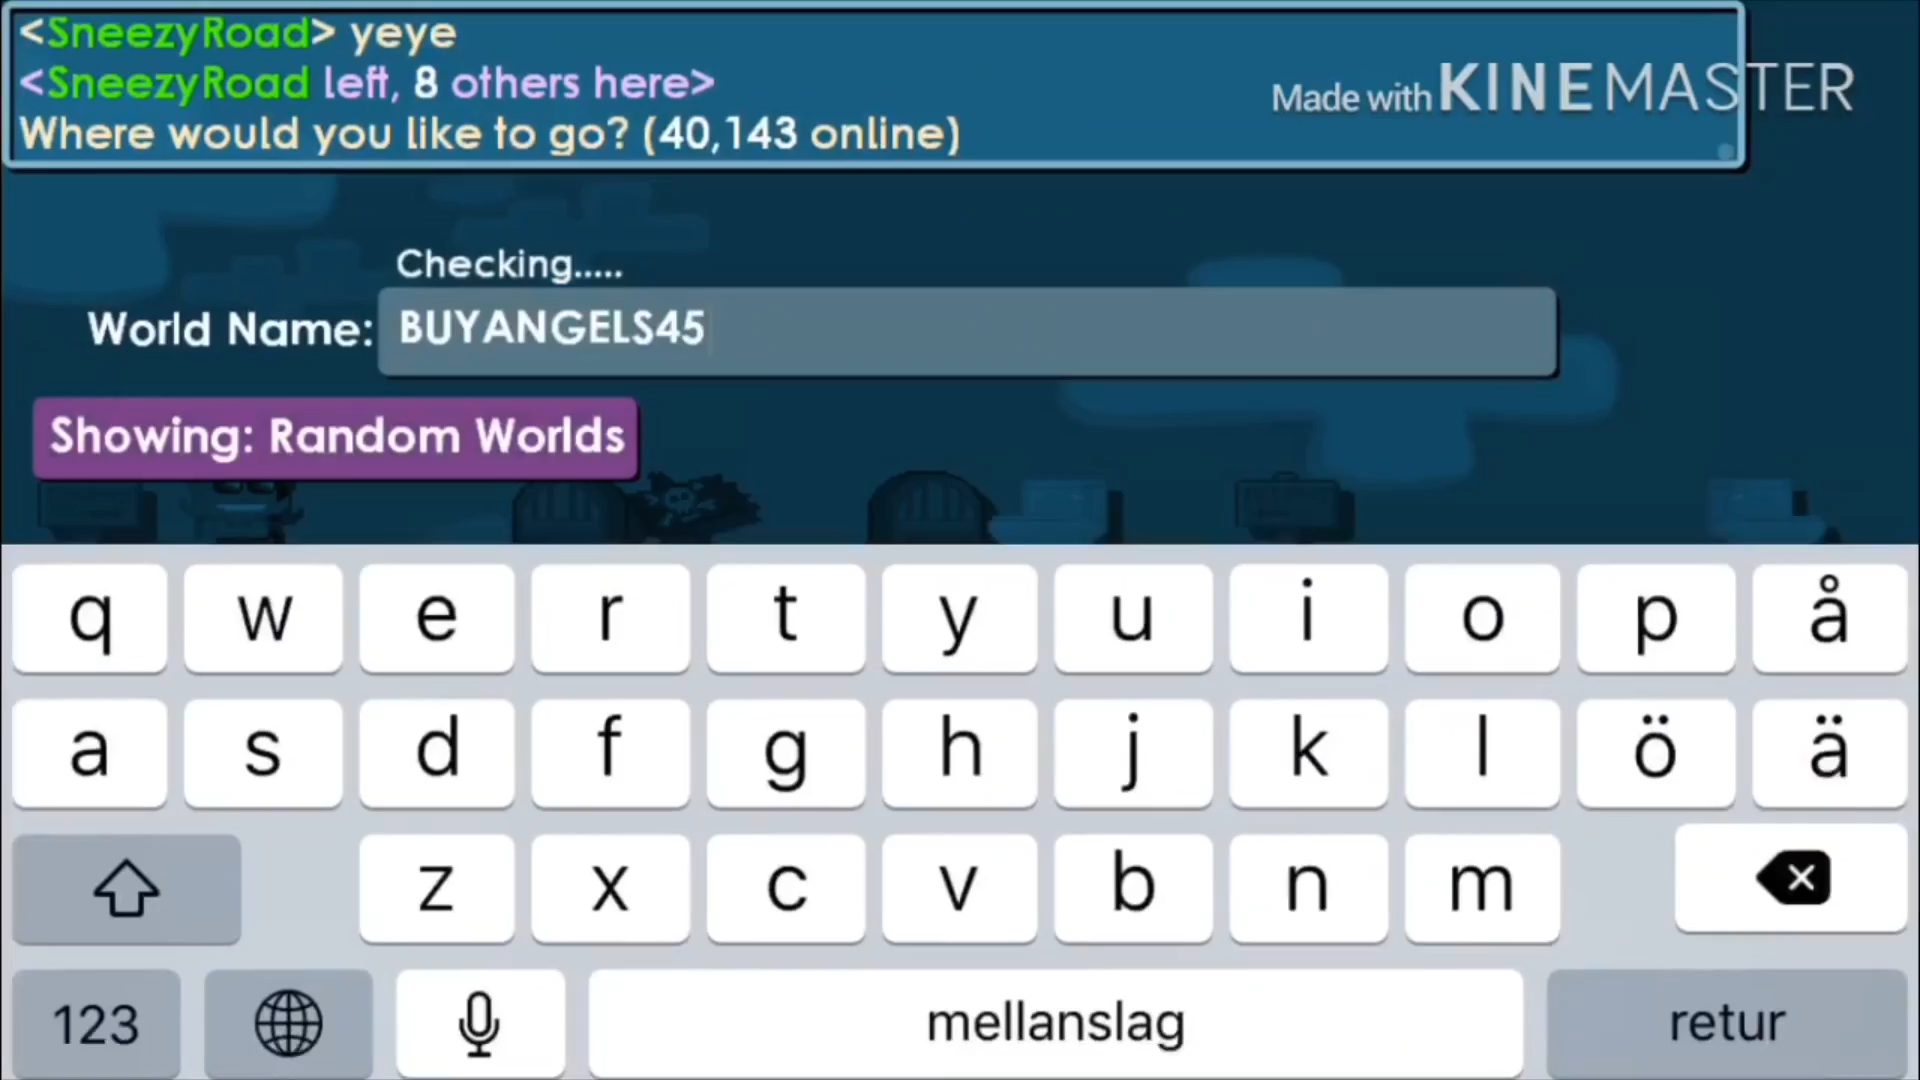 <SneezyRoad> yeye
<SneezyRoad left, 8 others here>
Where would you like to go? (40,143 online)
Made with KINEMASTER
Checking.....
World Name: BUYANGELS45
Showing: Random Worlds
q w e r t y u i o p å
a s d f g h j k l ö ä
z x c v b n m
123 mellanslag retur